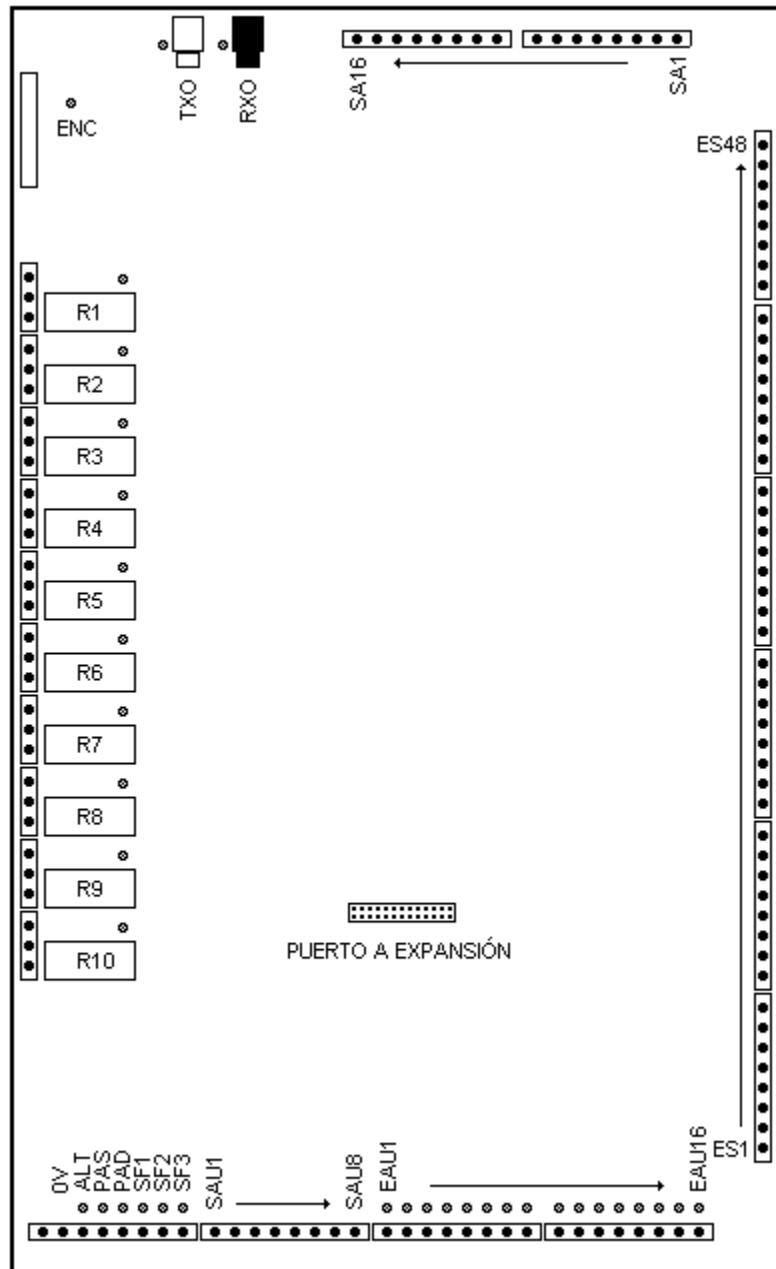 TXO
RXO
SA16
SA1
ENC
ES48
R1
R2
R3
R4
R5
R6
R7
R8
R9
R10
PUERTO A EXPANSIÓN
ES1
0V
ALT
PAS
PAD
SF1
SF2
SF3
SAU1
SAU8
EAU1
EAU16